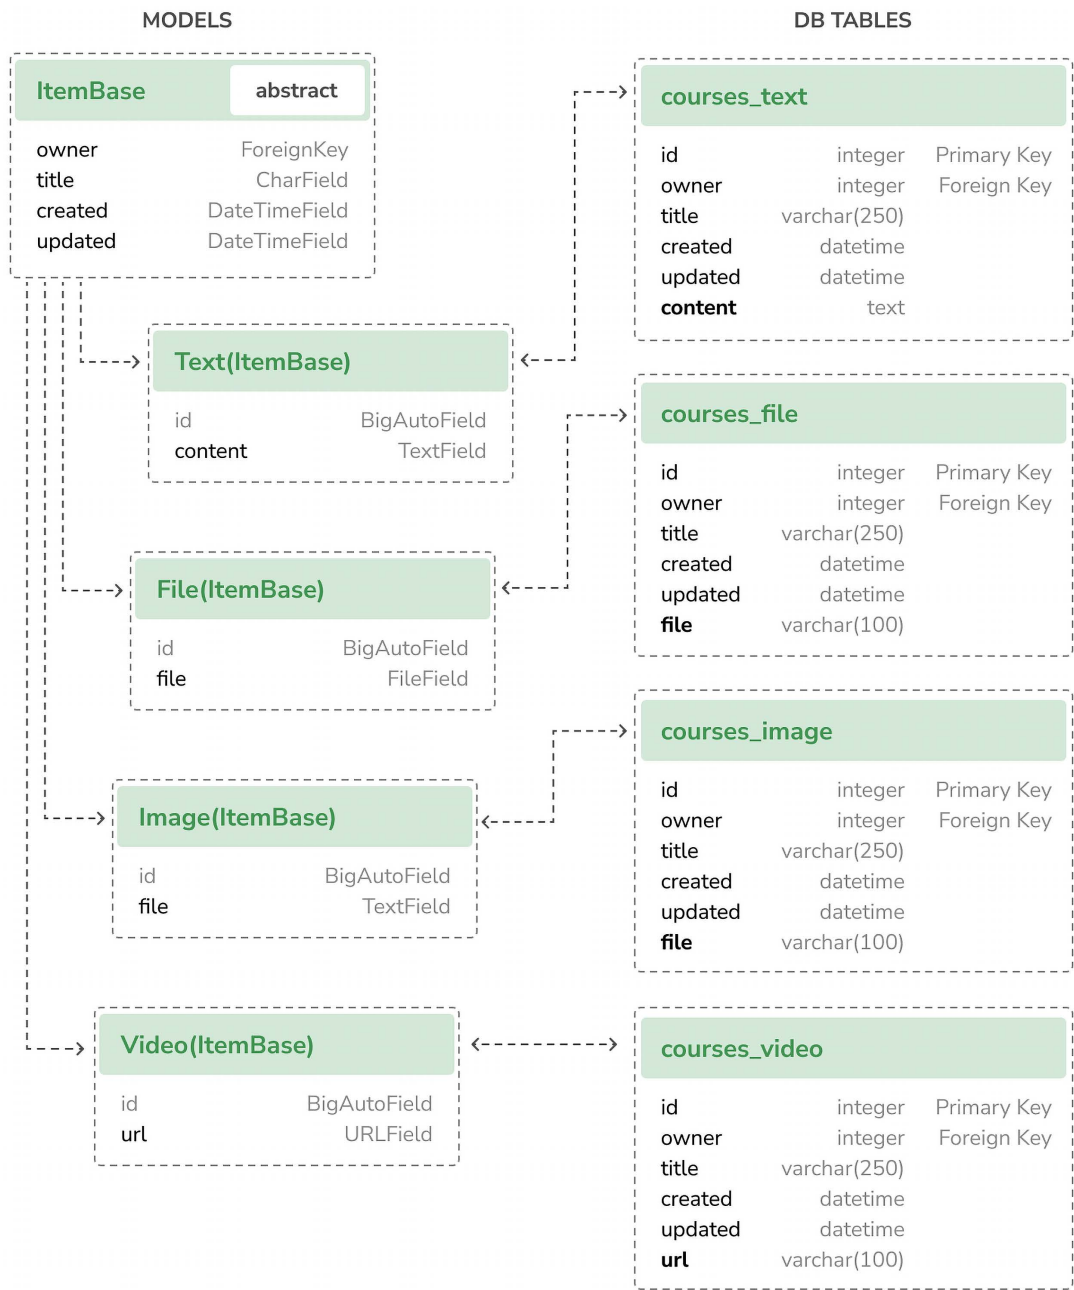 MODELS
DB TABLES
ItemBase abstract
owner ForeignKey
title CharField
created DateTimeField
updated DateTimeField
Text(ItemBase)
id BigAutoField
content TextField
File(ItemBase)
id BigAutoField
file FileField
Image(ItemBase)
id BigAutoField
file TextField
Video(ItemBase)
id BigAutoField
url URLField
courses_text
id integer Primary Key
owner integer Foreign Key
title varchar(250)
created datetime
updated datetime
content text
courses_file
id integer Primary Key
owner integer Foreign Key
title varchar(250)
created datetime
updated datetime
file varchar(100)
courses_image
id integer Primary Key
owner integer Foreign Key
title varchar(250)
created datetime
updated datetime
file varchar(100)
courses_video
id integer Primary Key
owner integer Foreign Key
title varchar(250)
created datetime
updated datetime
url varchar(100)